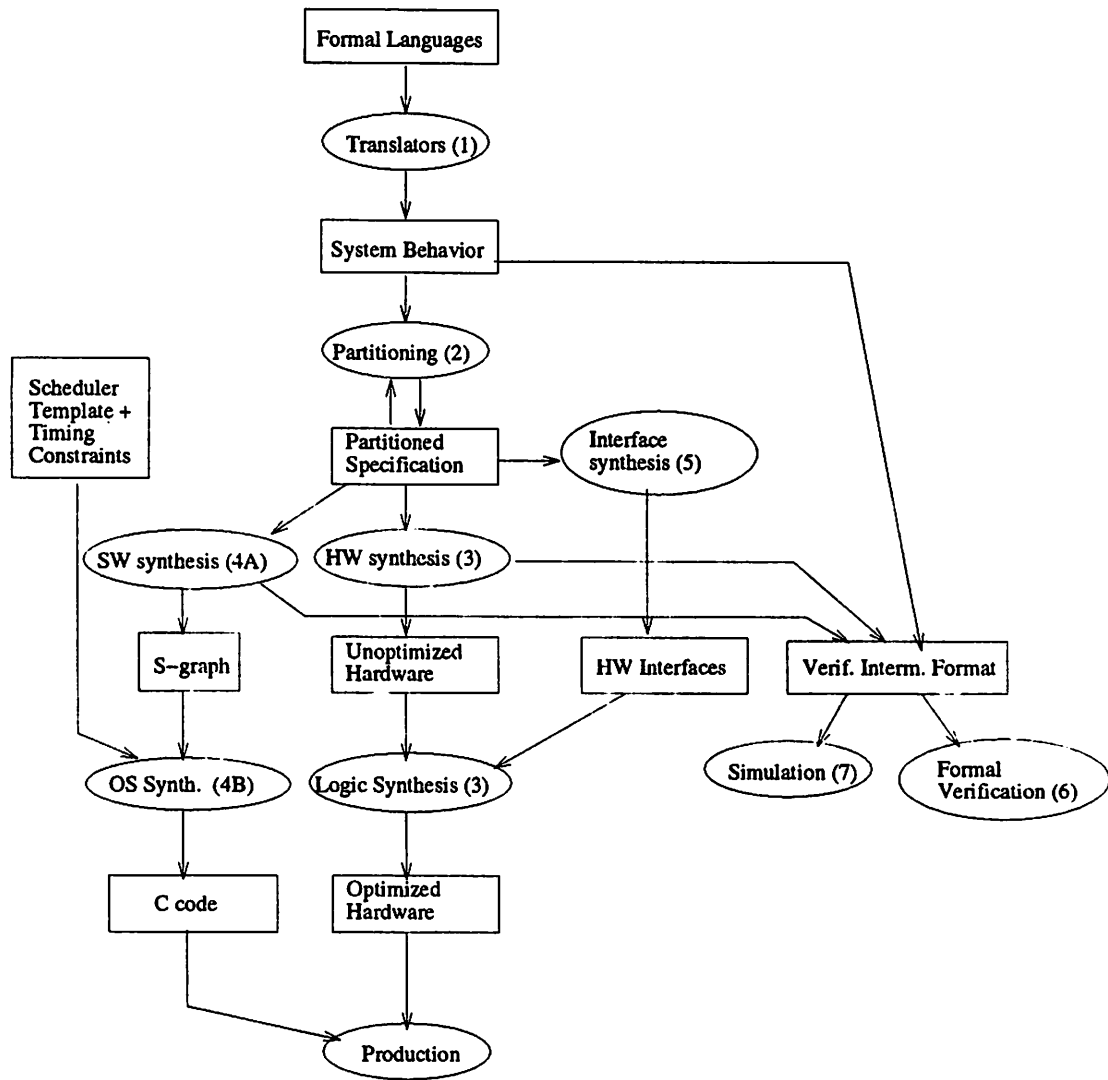 Formal Languages
Translators (1)
System Behavior
Partitioning (2)
Scheduler
Template +
Timing
Constraints
Partitioned
Specification
Interface
synthesis (5)
SW synthesis (4A)
HW synthesis (3)
S-graph
Unoptimized
Hardware
HW Interfaces
Verif. Interm. Format
OS Synth. (4B)
Logic Synthesis (3)
Simulation (7)
Formal
Verification (6)
C code
Optimized
Hardware
Production